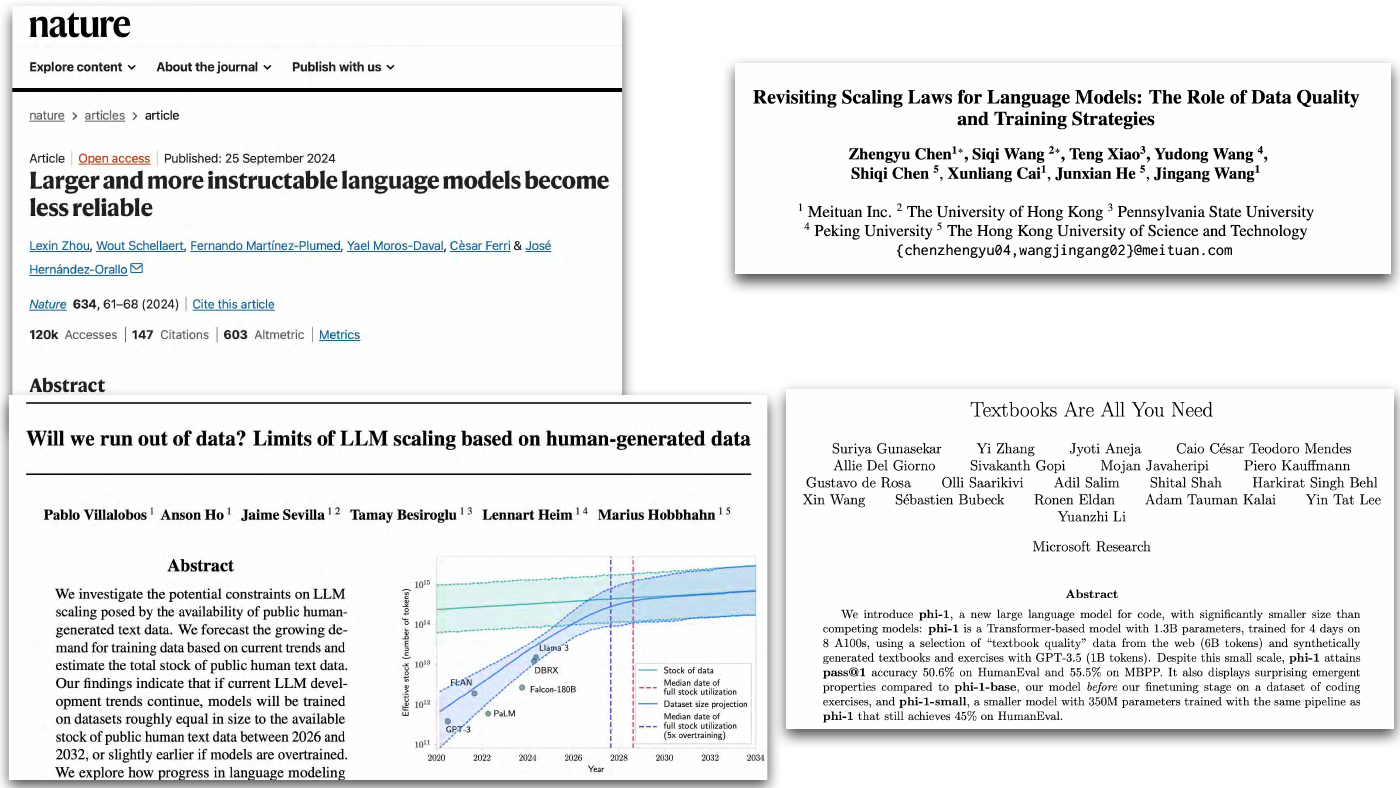 nature
Explore content
About the journal
Publish with us
nature > articles > article
Article | Open access | Published: 25 September 2024
Larger and more instructable language models become
less reliable
Lexin Zhou, Wout Schellaert, Fernando Martínez-Plumed, Yael Moros-Daval, Cèsar Ferri & José
Hernández-Orallo
Nature 634, 61–68 (2024) | Cite this article
120k Accesses | 147 Citations | 603 Altmetric | Metrics
Abstract
Revisiting Scaling Laws for Language Models: The Role of Data Quality
and Training Strategies
Zhengyu Chen1*, Siqi Wang 2*, Teng Xiao3, Yudong Wang 4,
Shiqi Chen 5, Xunliang Cai1, Junxian He 5, Jingang Wang1
1 Meituan Inc. 2 The University of Hong Kong 3 Pennsylvania State University
4 Peking University 5 The Hong Kong University of Science and Technology
{chenzhengyu04,wangjingang02}@meituan.com
Will we run out of data? Limits of LLM scaling based on human-generated data
Pablo Villalobos 1 Anson Ho 1 Jaime Sevilla 1 2 Tamay Besiroglu 1 3 Lennart Heim 1 4 Marius Hobbhahn 1 5
Abstract
We investigate the potential constraints on LLM
scaling posed by the availability of public human-
generated text data. We forecast the growing de-
mand for training data based on current trends and
estimate the total stock of public human text data.
Our findings indicate that if current LLM devel-
opment trends continue, models will be trained
on datasets roughly equal in size to the available
stock of public human text data between 2026 and
2032, or slightly earlier if models are overtrained.
We explore how progress in language modeling
Effective stock (number of tokens)
10^15
10^14
10^13
10^12
10^11
Llama 3
DBRX
FLAN
Falcon-180B
PaLM
GPT-3
Stock of data
Median date of
full stock utilization
Dataset size projection
Median date of
full stock utilization
(5x overtraining)
2020 2022 2024 2026 2028 2030 2032 2034
Year
Textbooks Are All You Need
Suriya Gunasekar Yi Zhang Jyoti Aneja Caio César Teodoro Mendes
Allie Del Giorno Sivakanth Gopi Mojan Javaheripi Piero Kauffmann
Gustavo de Rosa Olli Saarikivi Adil Salim Shital Shah Harkirat Singh Behl
Xin Wang Sébastien Bubeck Ronen Eldan Adam Tauman Kalai Yin Tat Lee
Yuanzhi Li
Microsoft Research
Abstract
We introduce phi-1, a new large language model for code, with significantly smaller size than
competing models: phi-1 is a Transformer-based model with 1.3B parameters, trained for 4 days on
8 A100s, using a selection of “textbook quality” data from the web (6B tokens) and synthetically
generated textbooks and exercises with GPT-3.5 (1B tokens). Despite this small scale, phi-1 attains
pass@1 accuracy 50.6% on HumanEval and 55.5% on MBPP. It also displays surprising emergent
properties compared to phi-1-base, our model before our finetuning stage on a dataset of coding
exercises, and phi-1-small, a smaller model with 350M parameters trained with the same pipeline as
phi-1 that still achieves 45% on HumanEval.